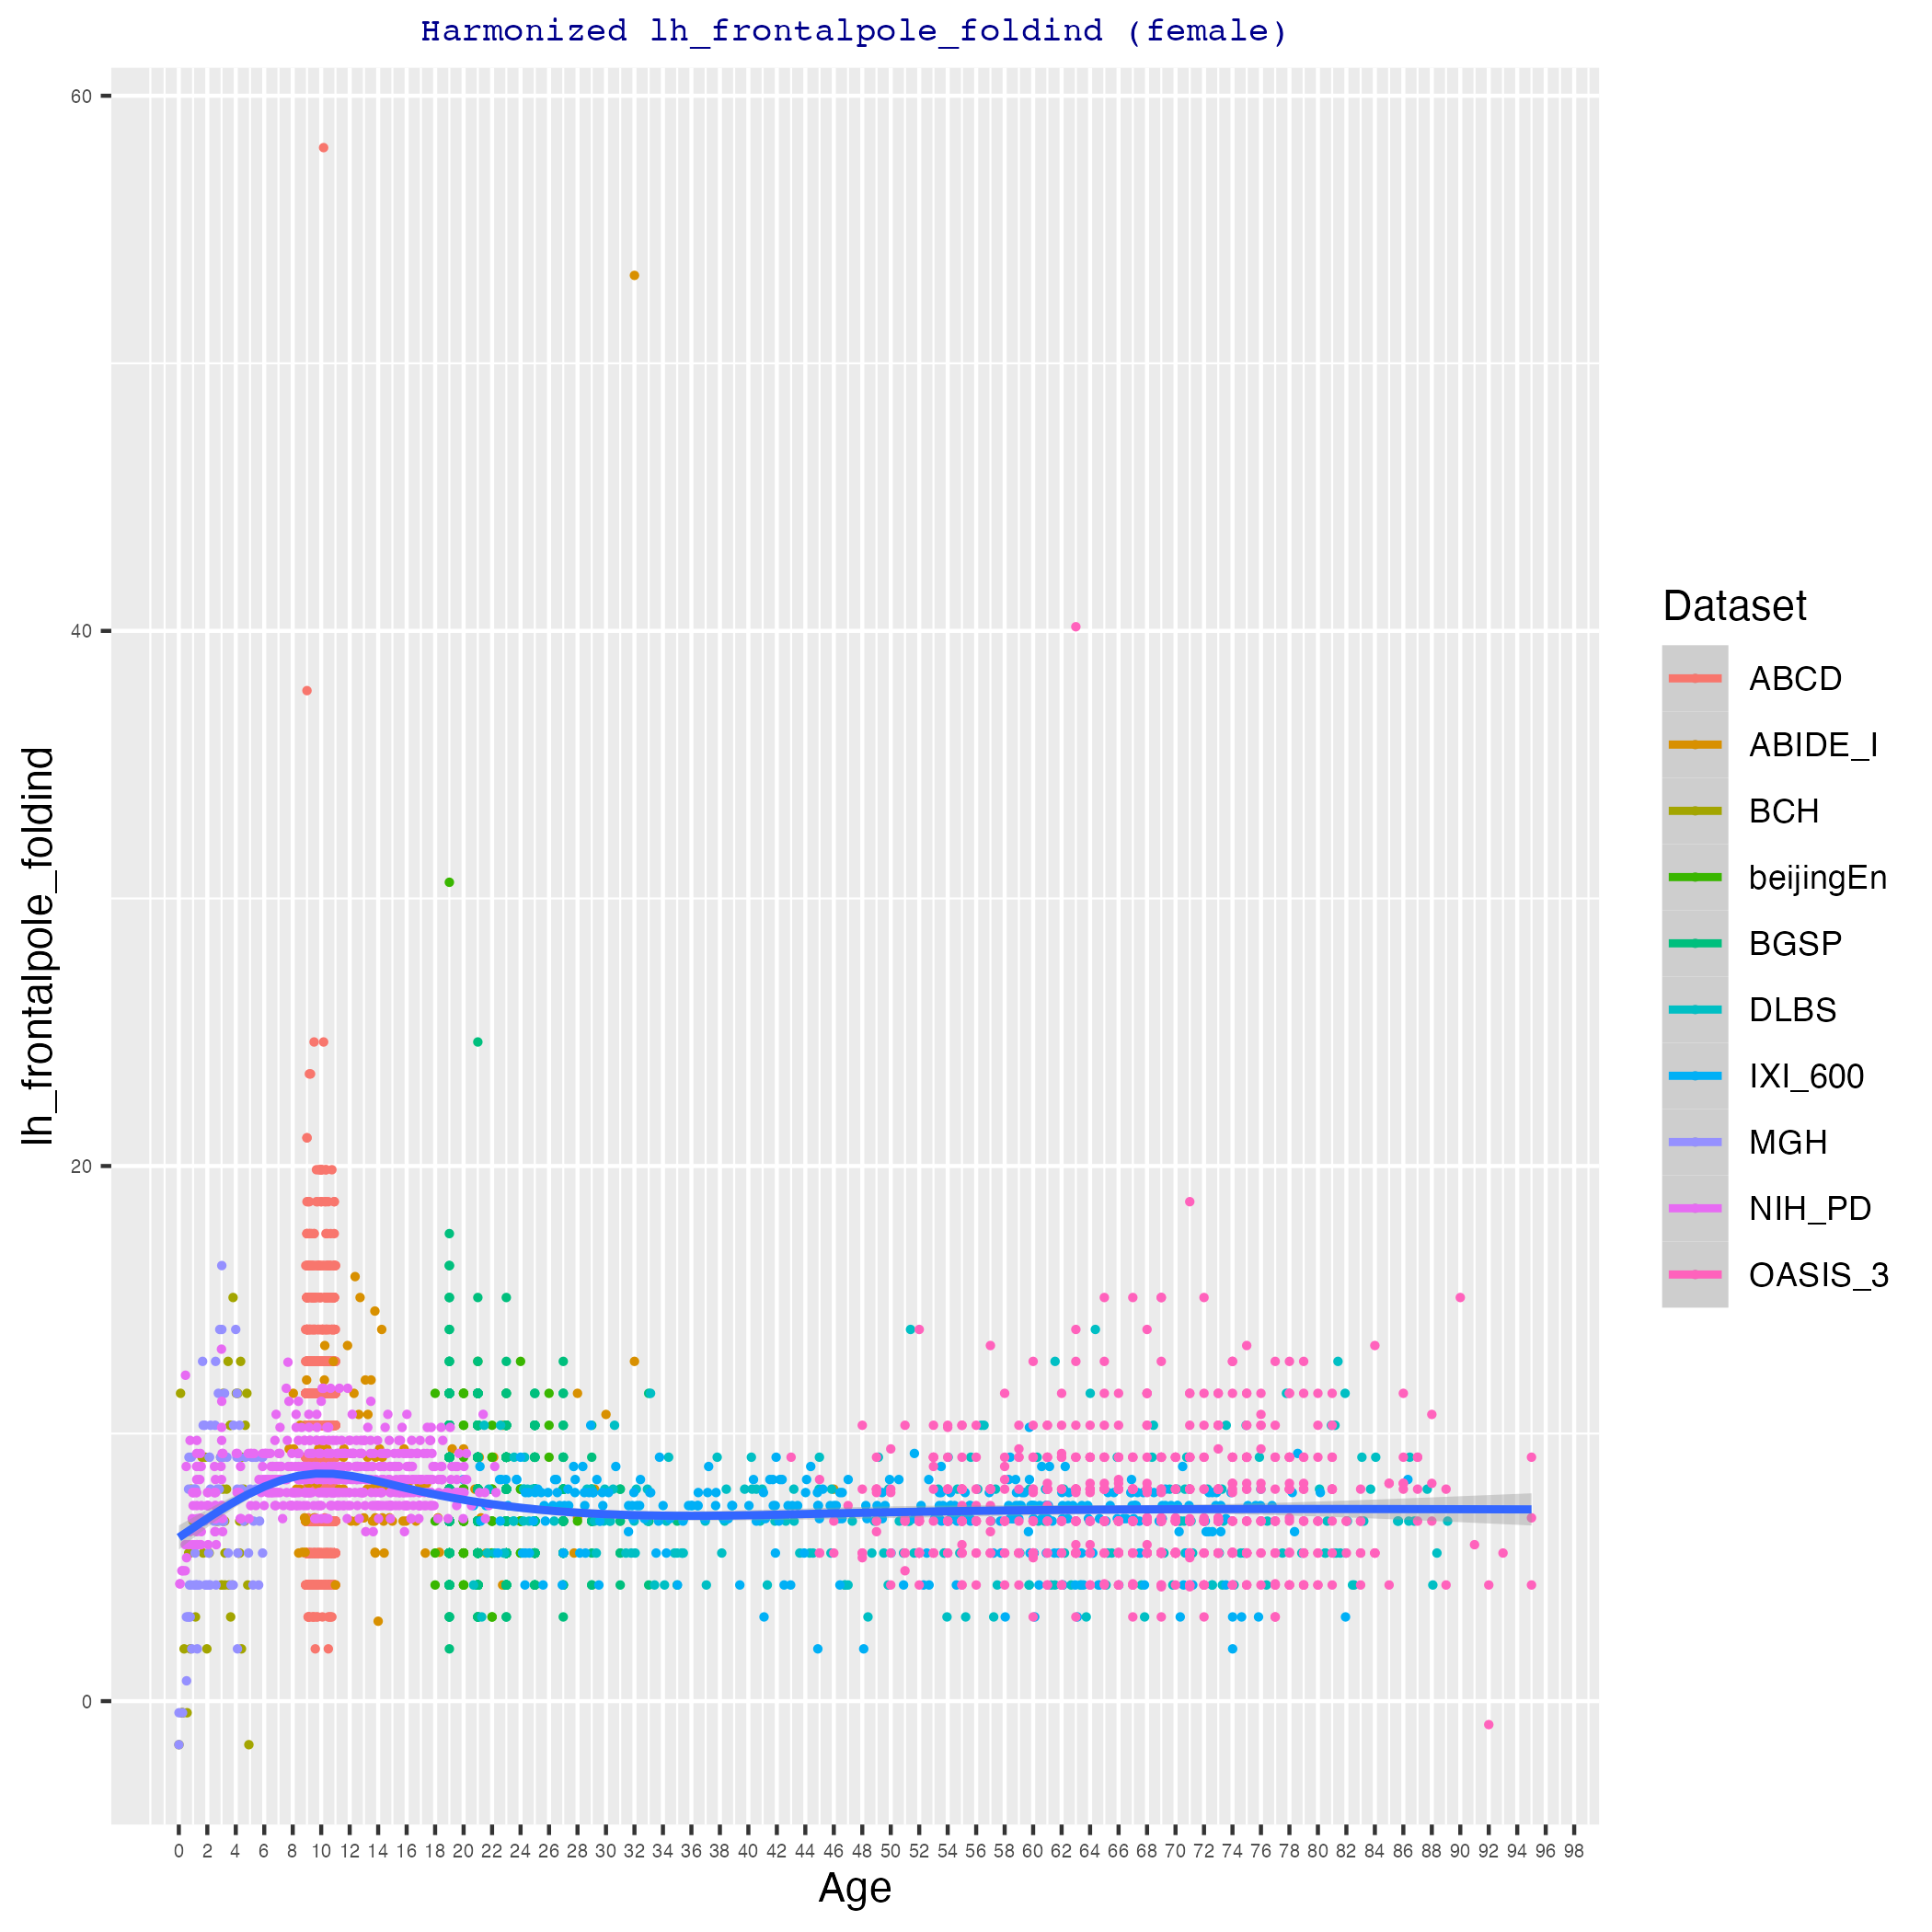 Harmonized lh_frontalpole_foldind (female)
60
40
20
0
lh_frontalpole_foldind
0 2 4 6 8 10 12 14 16 18 20 22 24 26 28 30 32 34 36 38 40 42 44 46 48 50 52 54 56 58 60 62 64 66 68 70 72 74 76 78 80 82 84 86 88 90 92 94 96 98
Age
Dataset
ABCD
ABIDE_I
BCH
beijingEn
BGSP
DLBS
IXI_600
MGH
NIH_PD
OASIS_3